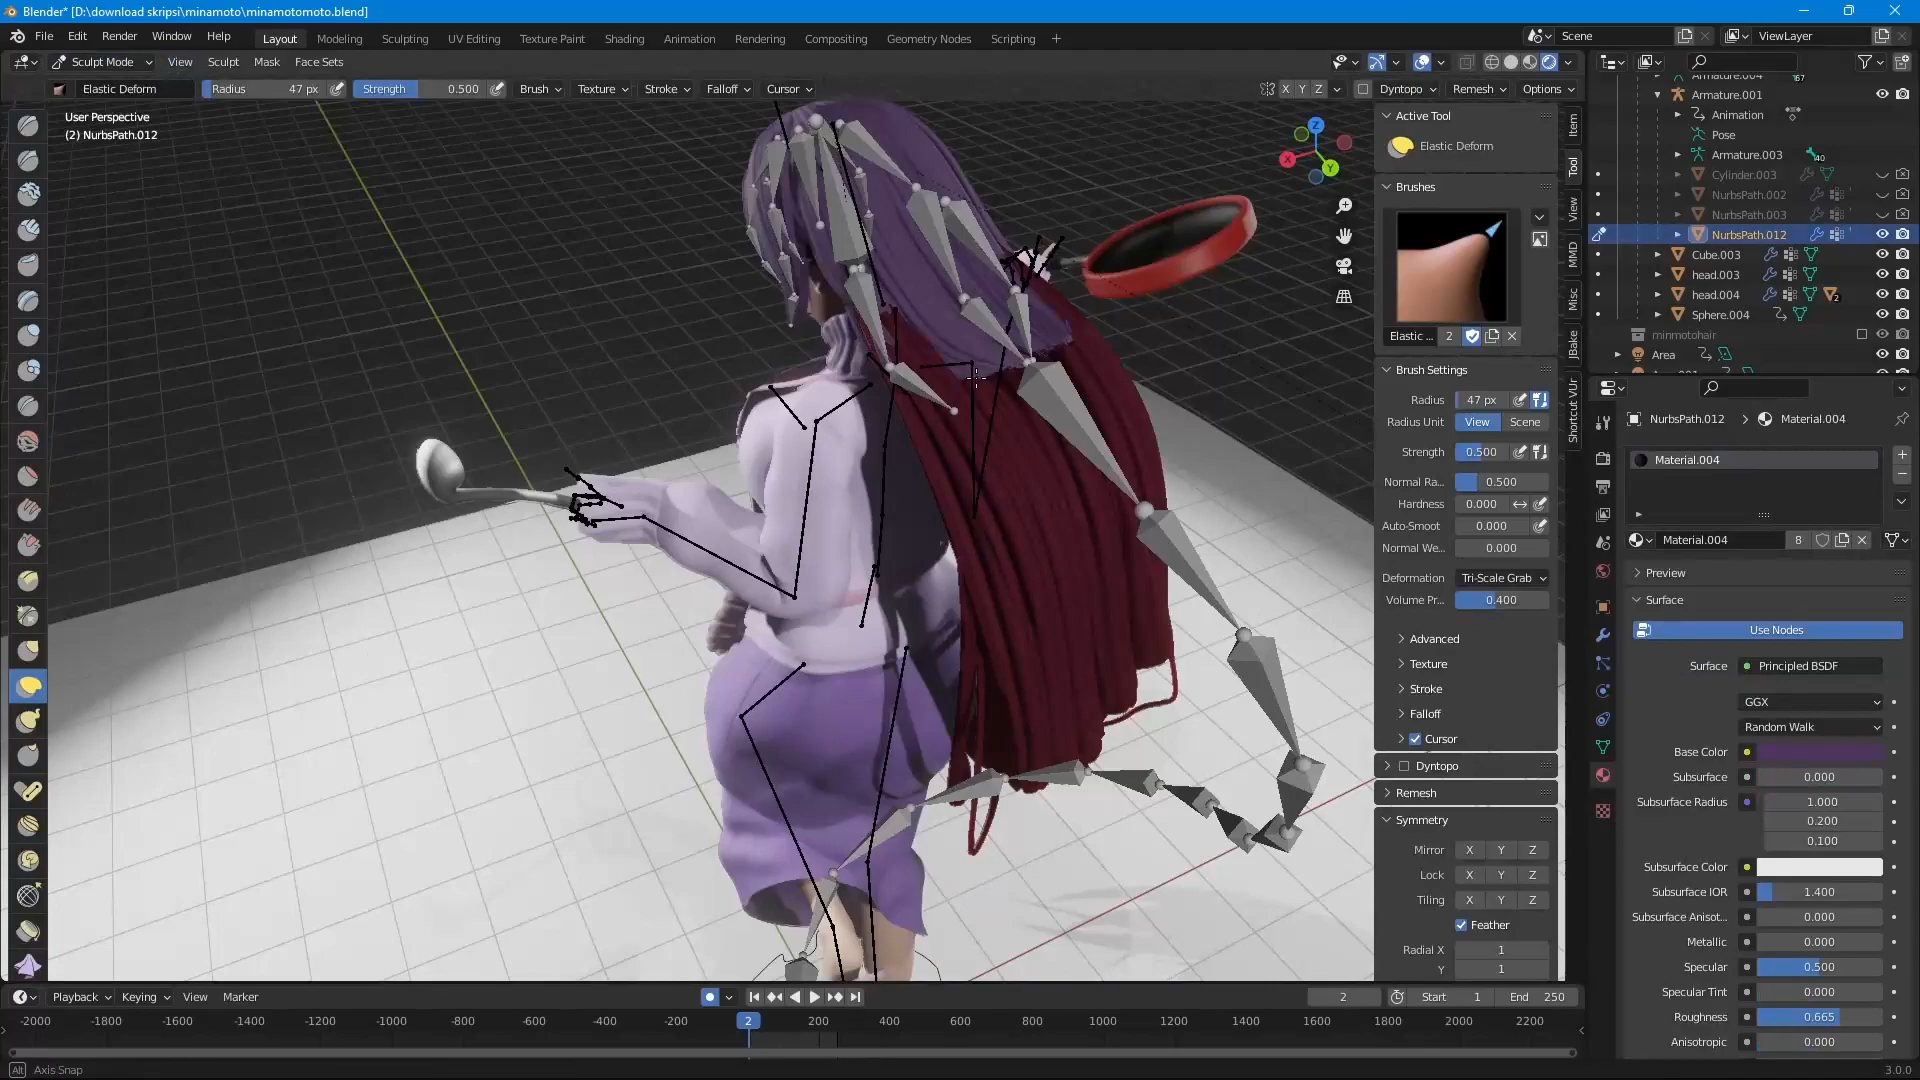 Blender* [D:\download skripsi\minamoto\minamotomoto.blend]
File Edit Render Window Help Layout Modeling Sculpting UV Editing Texture Paint Shading Animation Rendering Compositing Geometry Nodes Scripting Scene ViewLayer
Sculpt Mode View Sculpt Mask Face Sets
Elastic Deform Radius 47 px Strength 0.500 Brush Texture Stroke Falloff Cursor X Y Z Dyntopo Remesh Options
User Perspective
(2) NurbsPath.012
Z
X
Y
Active Tool
Elastic Deform
Brushes
Elastic ... 2
Brush Settings
Radius 47 px
Radius Unit View Scene
Strength 0.500
Normal Ra... 0.500
Hardness 0.000
Auto-Smoot 0.000
Normal We... 0.000
Deformation Tri-Scale Grab
Volume Pr... 0.400
Advanced
Texture
Stroke
Falloff
Cursor
Dyntopo
Remesh
Symmetry
Mirror X Y Z
Lock X Y Z
Tiling X Y Z
Feather
Radial X 1
Y 1
Item
Tool
View
MMD
Misc
JBake
Shortcut VUr
Armature.004 67
Armature.001
Animation
Pose
Armature.003 40
Cylinder.003
NurbsPath.002
NurbsPath.003
NurbsPath.012
Cube.003
head.003
head.004 2
Sphere.004
minmotohair
Area
NurbsPath.012 Material.004
Material.004
Material.004 8
Preview
Surface
Use Nodes
Surface Principled BSDF
GGX
Random Walk
Base Color
Subsurface 0.000
Subsurface Radius 1.000
0.200
0.100
Subsurface Color
Subsurface IOR 1.400
Subsurface Anisot... 0.000
Metallic 0.000
Specular 0.500
Specular Tint 0.000
Roughness 0.665
Anisotropic 0.000
Playback Keying View Marker 2 Start 1 End 250
-2000 -1800 -1600 -1400 -1200 -1000 -800 -600 -400 -200 2 200 400 600 800 1000 1200 1400 1600 1800 2000 2200
Alt Axis Snap 3.0.0